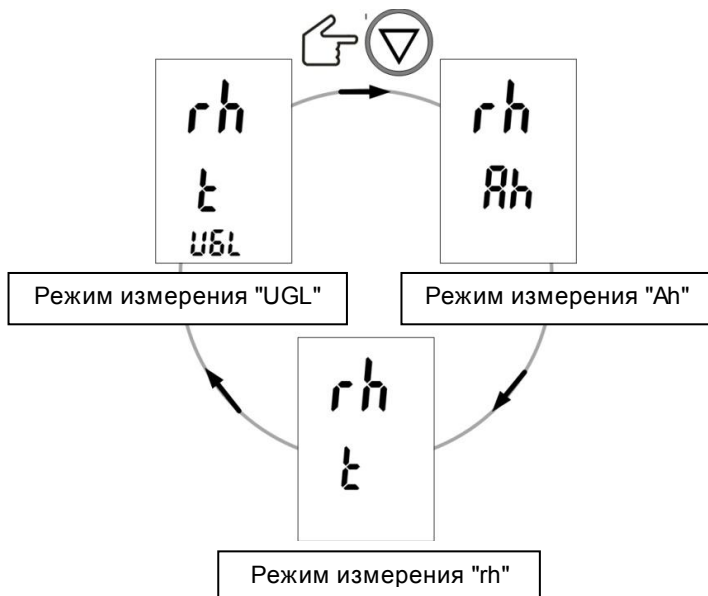 rh
t
UGL
rh
Ah
Режим измерения "UGL"
Режим измерения "Ah"
rh
t
Режим измерения "rh"